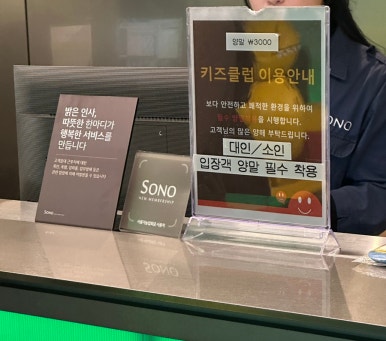 밝은 인사,
따뜻한 한마디가
행복한 서비스를
만듭니다
SONO
NEW MEMBERSHIP
양말 ₩3000
키즈클럽 이용안내
보다 안전하고 쾌적한 환경을 위하여
시행합니다.
고객님의 많은 양해 부탁드립니다.
대인/소인
입장객 양말 필수 착용
SONO